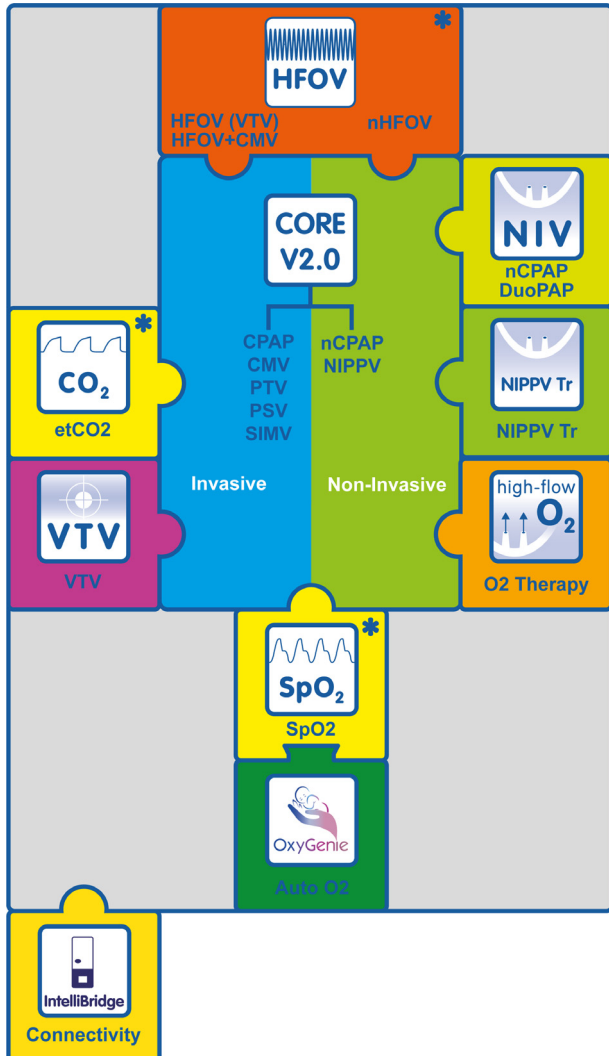 *
HFOV
HFOV (VTV)
HFOV+CMV
nHFOV
CORE
V2.0
CPAP
CMV
PTV
PSV
SIMV
nCPAP
NIPPV
Invasive
Non-Invasive
NIV
nCPAP
DuoPAP
*
CO₂
etCO2
NIPPV Tr
NIPPV Tr
VTV
VTV
high-flow
O₂
O2 Therapy
*
SpO₂
SpO2
OxyGenie
Auto O2
IntelliBridge
Connectivity